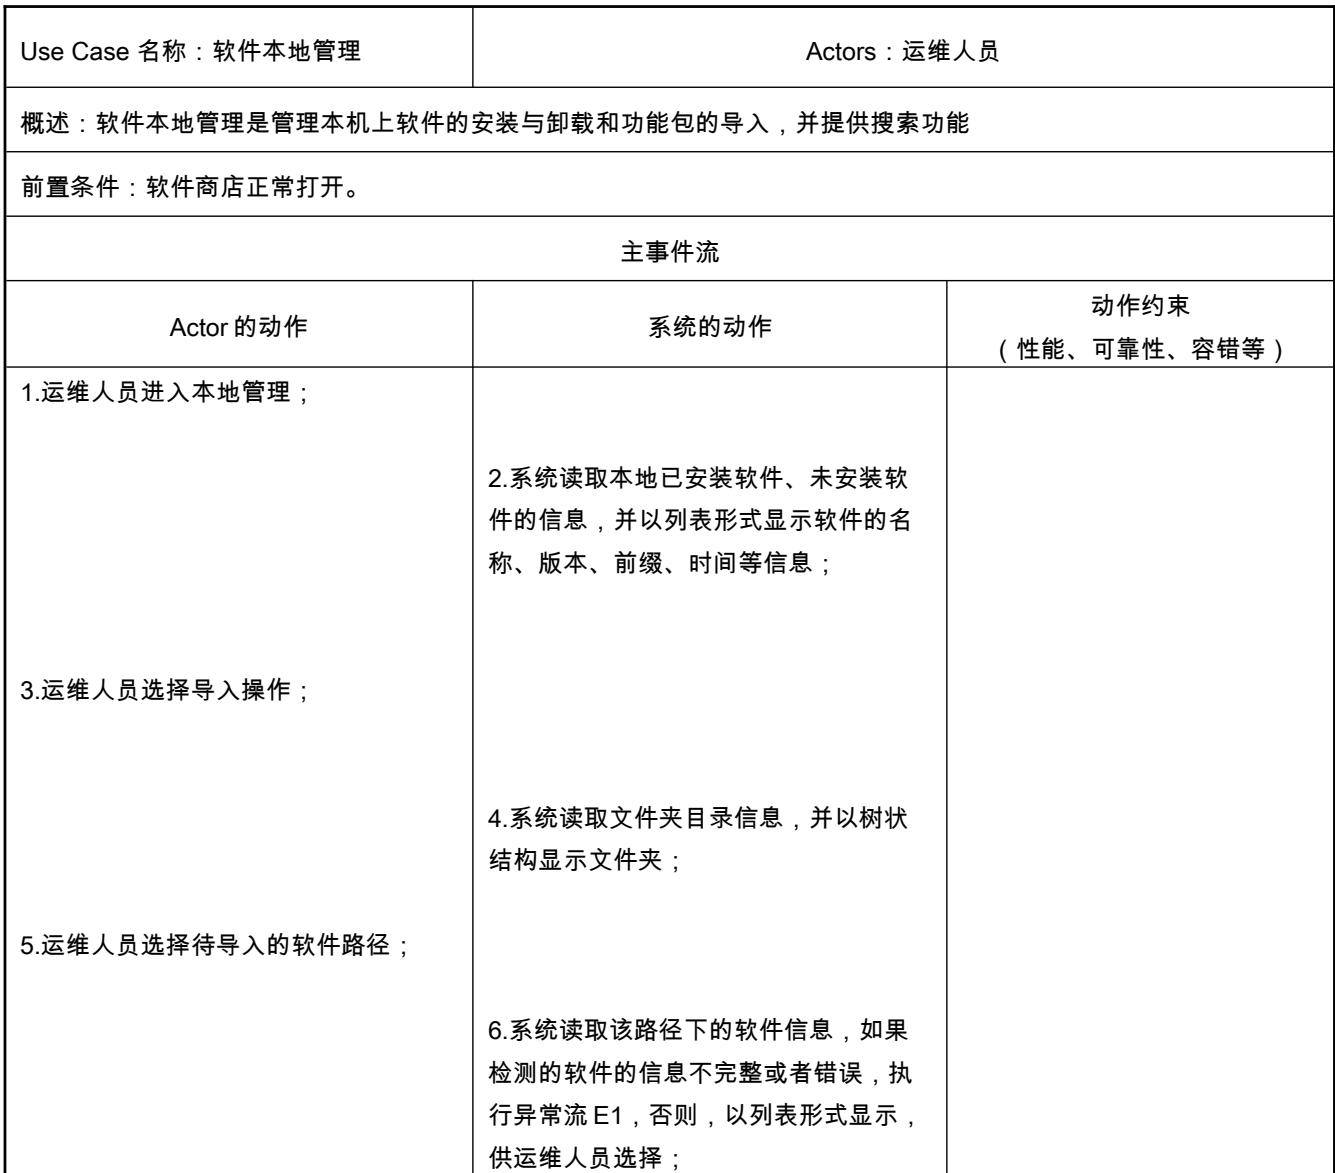 Use Case 名称：软件本地管理
Actors：运维人员
概述：软件本地管理是管理本机上软件的安装与卸载和功能包的导入，并提供搜索功能
前置条件：软件商店正常打开。
主事件流
Actor 的动作
系统的动作
动作约束
（性能、可靠性、容错等）
1.运维人员进入本地管理；
2.系统读取本地已安装软件、未安装软
件的信息，并以列表形式显示软件的名
称、版本、前缀、时间等信息；
3.运维人员选择导入操作；
4.系统读取文件夹目录信息，并以树状
结构显示文件夹；
5.运维人员选择待导入的软件路径；
6.系统读取该路径下的软件信息，如果
检测的软件的信息不完整或者错误，执
行异常流 E1，否则，以列表形式显示，
供运维人员选择；